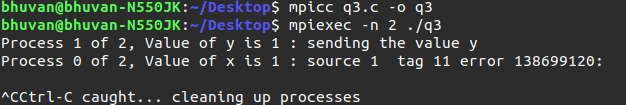 bhuvan@bhuvan-N550JK:~/Desktop$ mpicc q3.c -o q3
bhuvan@bhuvan-N550JK:~/Desktop$ mpiexec -n 2 ./q3
Process 1 of 2, Value of y is 1 : sending the value y
Process 0 of 2, Value of x is 1 : source 1  tag 11 error 138699120:
^CCtrl-C caught... cleaning up processes